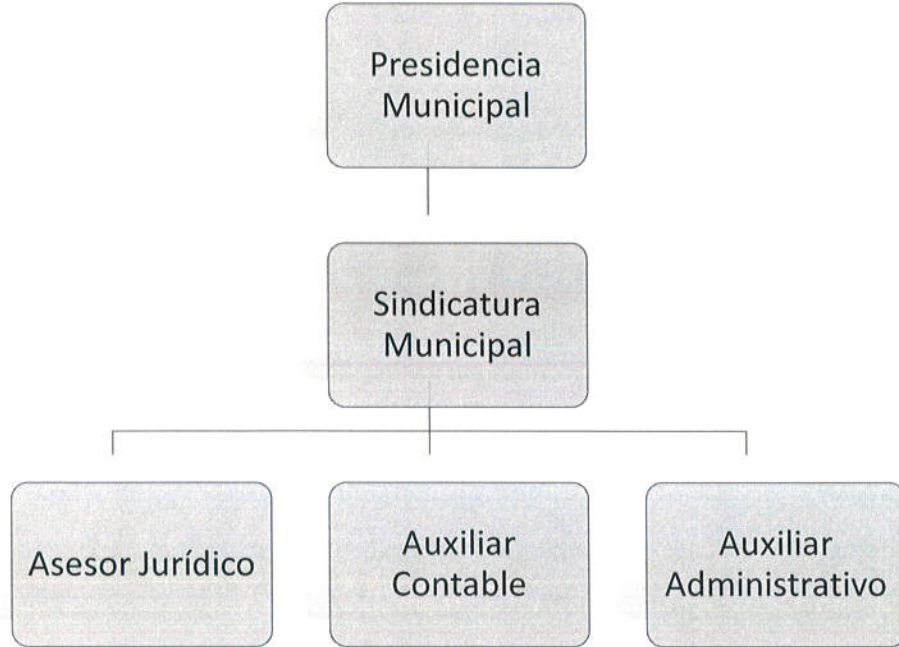 Presidencia
Municipal
Sindicatura
Municipal
Asesor Jurídico
Auxiliar
Contable
Auxiliar
Administrativo